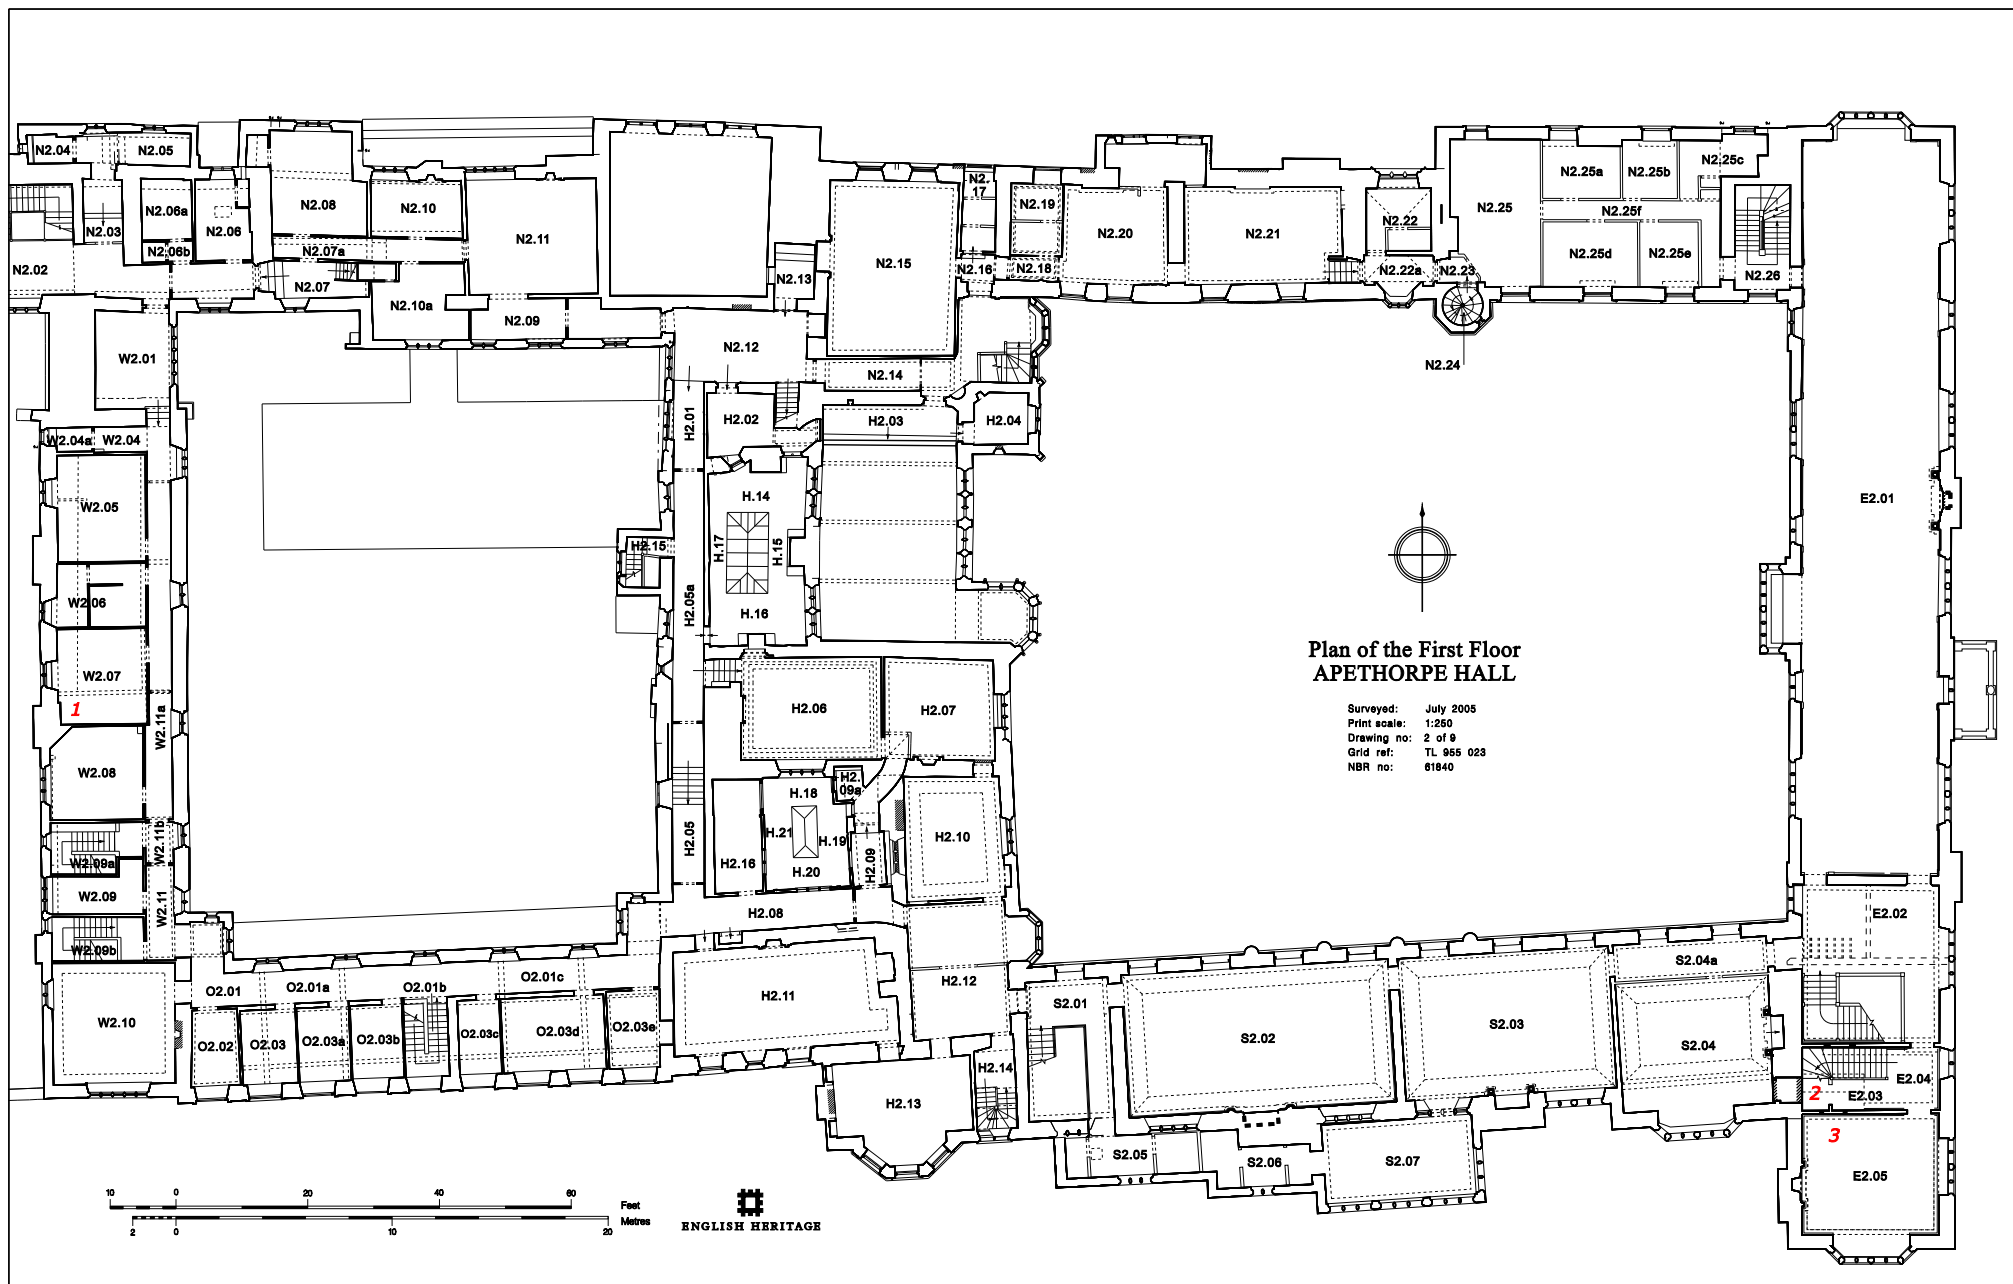 N2.04
N2.05
N2.03
N2.02
N2.06a
N2.06b
N2.06
N2.08
N2.07a
N2.07
N2.10
N2.10a
N2.11
N2.09
N2.13
N2.12
N2.15
N2.14
N2.
17
N2.16
N2.19
N2.18
N2.20
N2.21
N2.22
N2.22a
N2.23
N2.24
N2.25
N2.25a
N2.25b
N2.25c
N2.25f
N2.25d
N2.25e
N2.26
W2.01
W2.04a
W2.04
W2.05
W2.06
W2.07
1
W2.11a
W2.08
W2.11b
W2.09a
W2.09
W2.11
W2.09b
W2.10
H2.01
H2.02
H2.03
H2.04
H.14
H.17
H.15
H.16
H2.15
H2.05a
H2.06
H2.07
H2.05
H.18
H2.
09a
H.21
H.19
H.20
H2.16
H2.09
H2.10
H2.08
H2.11
H2.12
H2.13
H2.14
O2.01
O2.01a
O2.01b
O2.01c
O2.02
O2.03
O2.03a
O2.03b
O2.03c
O2.03d
O2.03e
S2.01
S2.02
S2.03
S2.04a
S2.04
S2.05
S2.06
S2.07
E2.01
E2.02
E2.04
2
E2.03
3
E2.05
Plan of the First Floor
APETHORPE HALL
Surveyed: July 2005
Print scale: 1:250
Drawing no: 2 of 9
Grid ref: TL 955 023
NBR no: 61840
10 0 20 40 60
Feet
Metres
2 0 10 20
ENGLISH HERITAGE